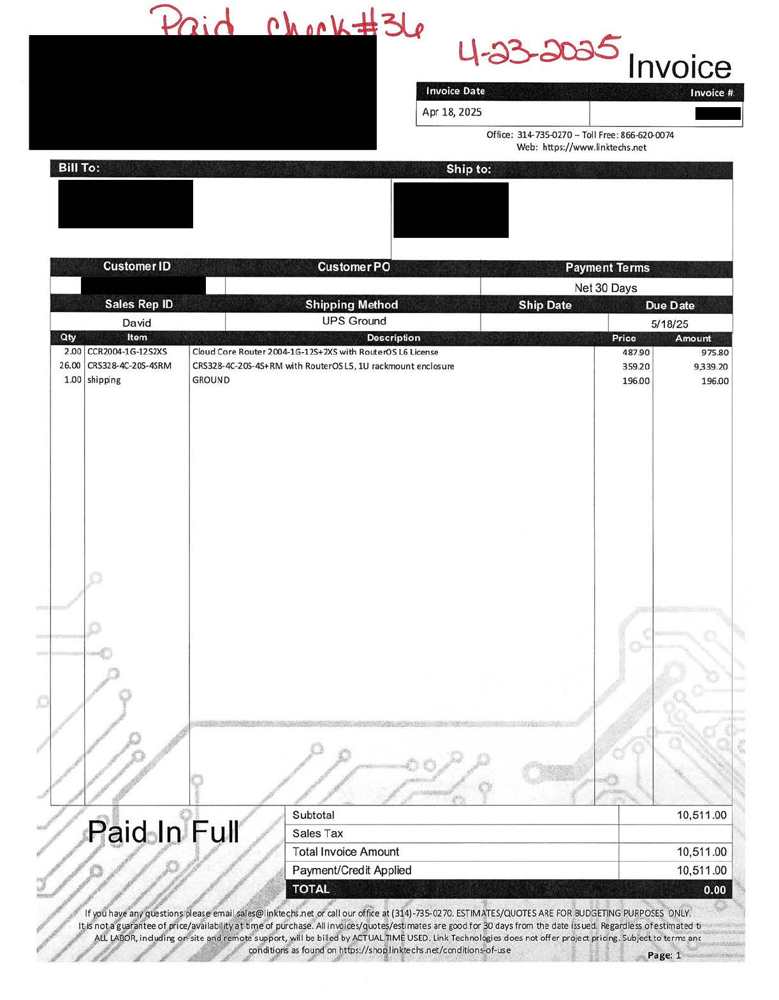 Paid check #36
4-23-2025
Invoice
Invoice Date Invoice #:
Apr 18, 2025
Office: 314-735-0270 – Toll Free: 866-620-0074
Web: https://www.linktechs.net
Bill To: Ship to:
Customer ID Customer PO Payment Terms
Net 30 Days
Sales Rep ID Shipping Method Ship Date Due Date
David UPS Ground 5/18/25
Qty Item Description Price Amount
2.00 CCR2004-1G-12S2XS Cloud Core Router 2004-1G-12S+2XS with RouterOS L6 License 487.90 975.80
26.00 CRS328-4C-20S-4SRM CRS328-4C-20S-4S+RM with RouterOS L5, 1U rackmount enclosure 359.20 9,339.20
1.00 shipping GROUND 196.00 196.00
Paid In Full
Subtotal 10,511.00
Sales Tax
Total Invoice Amount 10,511.00
Payment/Credit Applied 10,511.00
TOTAL 0.00
If you have any questions please email sales@linktechs.net or call our office at (314)-735-0270. ESTIMATES/QUOTES ARE FOR BUDGETING PURPOSES ONLY.
It is not a guarantee of price/availability at time of purchase. All invoices/quotes/estimates are good for 30 days from the date issued. Regardless of estimated ti
ALL LABOR, including on-site and remote support, will be billed by ACTUAL TIME USED. Link Technologies does not offer project pricing. Subject to terms and
conditions as found on https://shop.linktechs.net/conditions-of-use
Page: 1